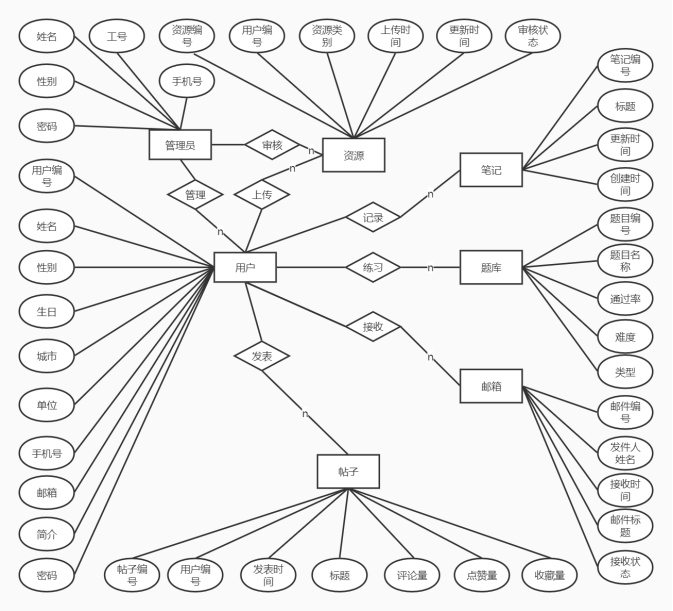 姓名
工号
资源编
号
用户编
号
资源类
别
上传时
间
更新时
间
审核状
态
性别
手机号
密码
管理员
审核
n
资源
n
笔记编
号
标题
更新时
间
创建时
间
笔记
用户编
号
管理
上传
n
记录
n
姓名
性别
生日
城市
单位
手机号
邮箱
简介
密码
用户
练习
n
题库
题目编
号
题目名
称
通过率
难度
类型
接收
n
邮箱
邮件编
号
发件人
姓名
接收时
间
邮件标
题
接收状
态
发表
n
帖子
帖子编
号
用户编
号
发表时
间
标题
评论量
点赞量
收藏量